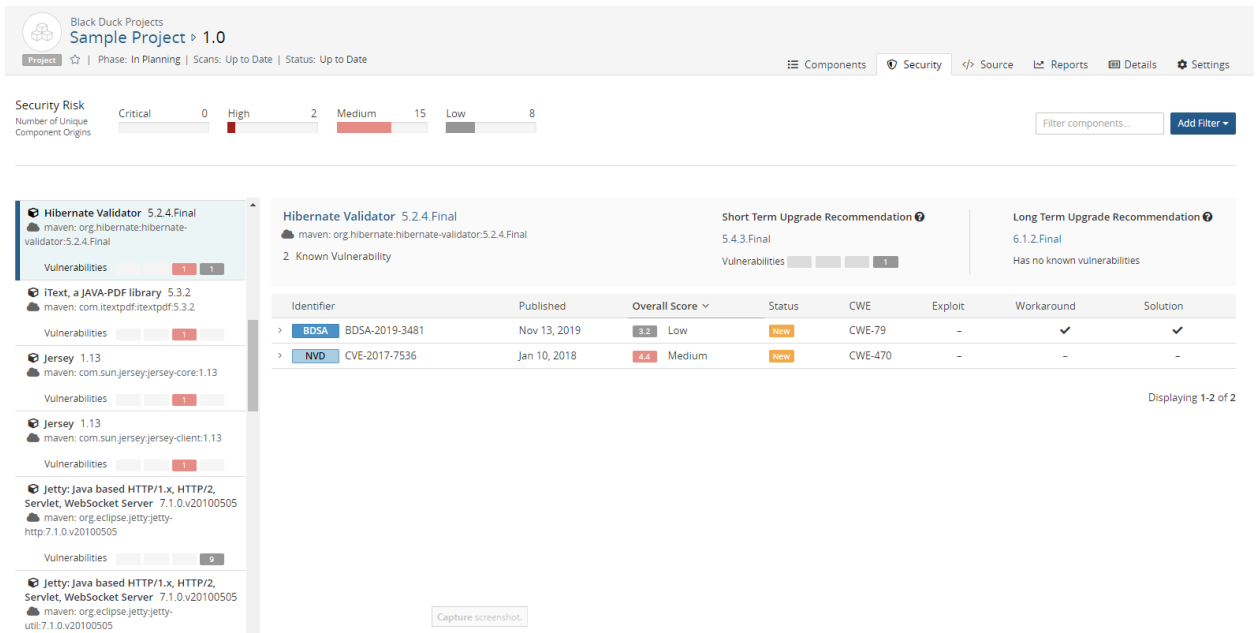 Black Duck Projects
Sample Project 1.0
Project | Phase: In Planning | Scans: Up to Date | Status: Up to Date
Components Security Source Reports Details Settings
Security Risk
Number of Unique
Component Origins
Critical 0 High 2 Medium 15 Low 8
Filter components...
Add Filter
Hibernate Validator 5.2.4.Final
maven: org.hibernate:hibernate-
validator:5.2.4.Final
Vulnerabilities 1 1
iText, a JAVA-PDF library 5.3.2
maven: com.itextpdf:itextpdf:5.3.2
Vulnerabilities 1
Jersey 1.13
maven: com.sun.jersey:jersey-core:1.13
Vulnerabilities 1
Jersey 1.13
maven: com.sun.jersey:jersey-client:1.13
Vulnerabilities 1
Jetty: Java based HTTP/1.x, HTTP/2,
Servlet, WebSocket Server 7.1.0.v20100505
maven: org.eclipse.jetty:jetty-
http:7.1.0.v20100505
Vulnerabilities 9
Jetty: Java based HTTP/1.x, HTTP/2,
Servlet, WebSocket Server 7.1.0.v20100505
maven: org.eclipse.jetty:jetty-
util:7.1.0.v20100505
Hibernate Validator 5.2.4.Final
maven: org.hibernate:hibernate-validator:5.2.4.Final
2 Known Vulnerability
Short Term Upgrade Recommendation ?
5.4.3.Final
Vulnerabilities 1
Long Term Upgrade Recommendation ?
6.1.2.Final
Has no known vulnerabilities
Identifier Published Overall Score Status CWE Exploit Workaround Solution
BDSA BDSA-2019-3481 Nov 13, 2019 3.2 Low New CWE-79 –
NVD CVE-2017-7536 Jan 10, 2018 4.4 Medium New CWE-470 – – –
Displaying 1-2 of 2
Capture screenshot.